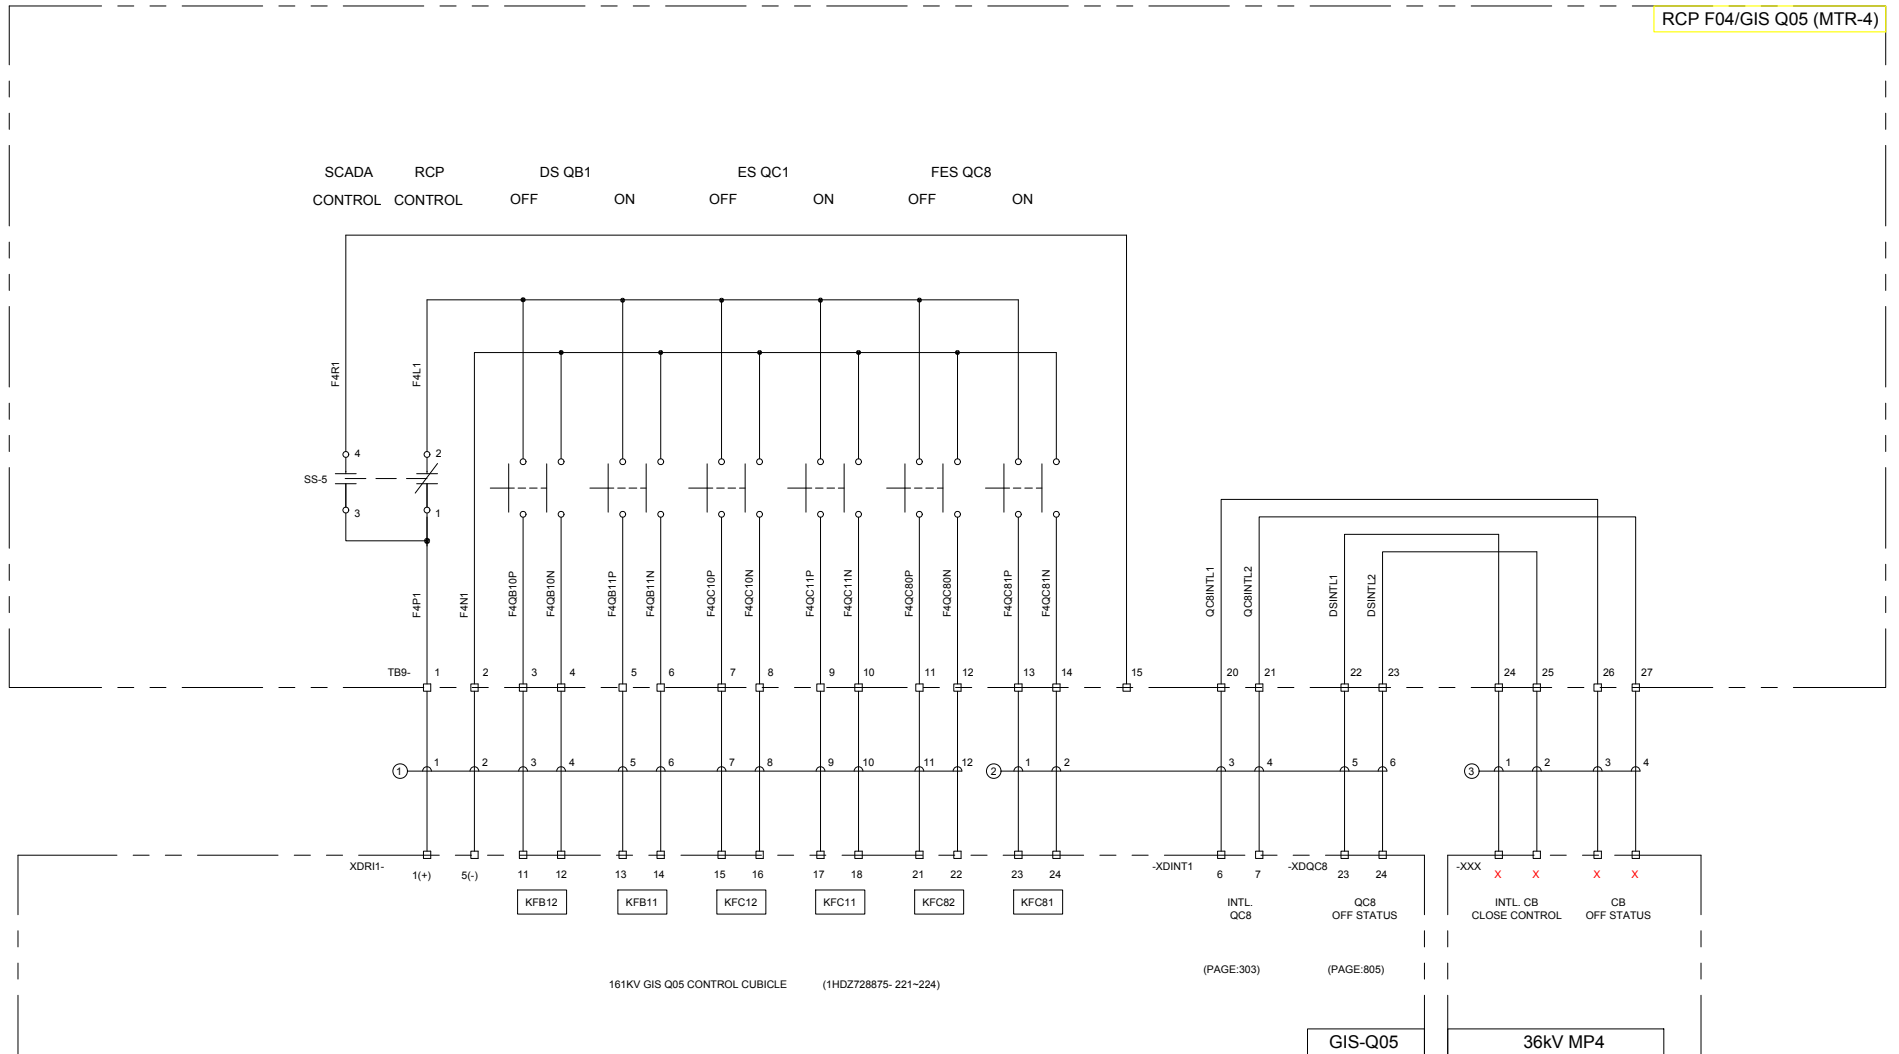 RCP F04/GIS Q05 (MTR-4)
SCADA RCP DS QB1 ES QC1 FES QC8
CONTROL CONTROL OFF ON OFF ON OFF ON
F4R1 F4L1
4 2
SS-5
3 1
F4P1 F4N1 F4QB10P F4QB10N F4QB11P F4QB11N F4QC10P F4QC10N F4QC11P F4QC11N F4QC80P F4QC80N F4QC81P F4QC81N QC8INTL1 QC8INTL2 DSINTL1 DSINTL2
TB9- 1 2 3 4 5 6 7 8 9 10 11 12 13 14 15 20 21 22 23 24 25 26 27
1 1 2 3 4 5 6 7 8 9 10 11 12 2 1 2 3 4 5 6 3 1 2 3 4
XDRI1- 1(+) 5(-) 11 12 13 14 15 16 17 18 21 22 23 24 -XDINT1 6 7 -XDQC8 23 24 -XXX X X X X
KFB12 KFB11 KFC12 KFC11 KFC82 KFC81
INTL. QC8 INTL. CB CB
QC8 OFF STATUS CLOSE CONTROL OFF STATUS
(PAGE:303) (PAGE:805)
161KV GIS Q05 CONTROL CUBICLE (1HDZ728875- 221~224)
GIS-Q05 36kV MP4